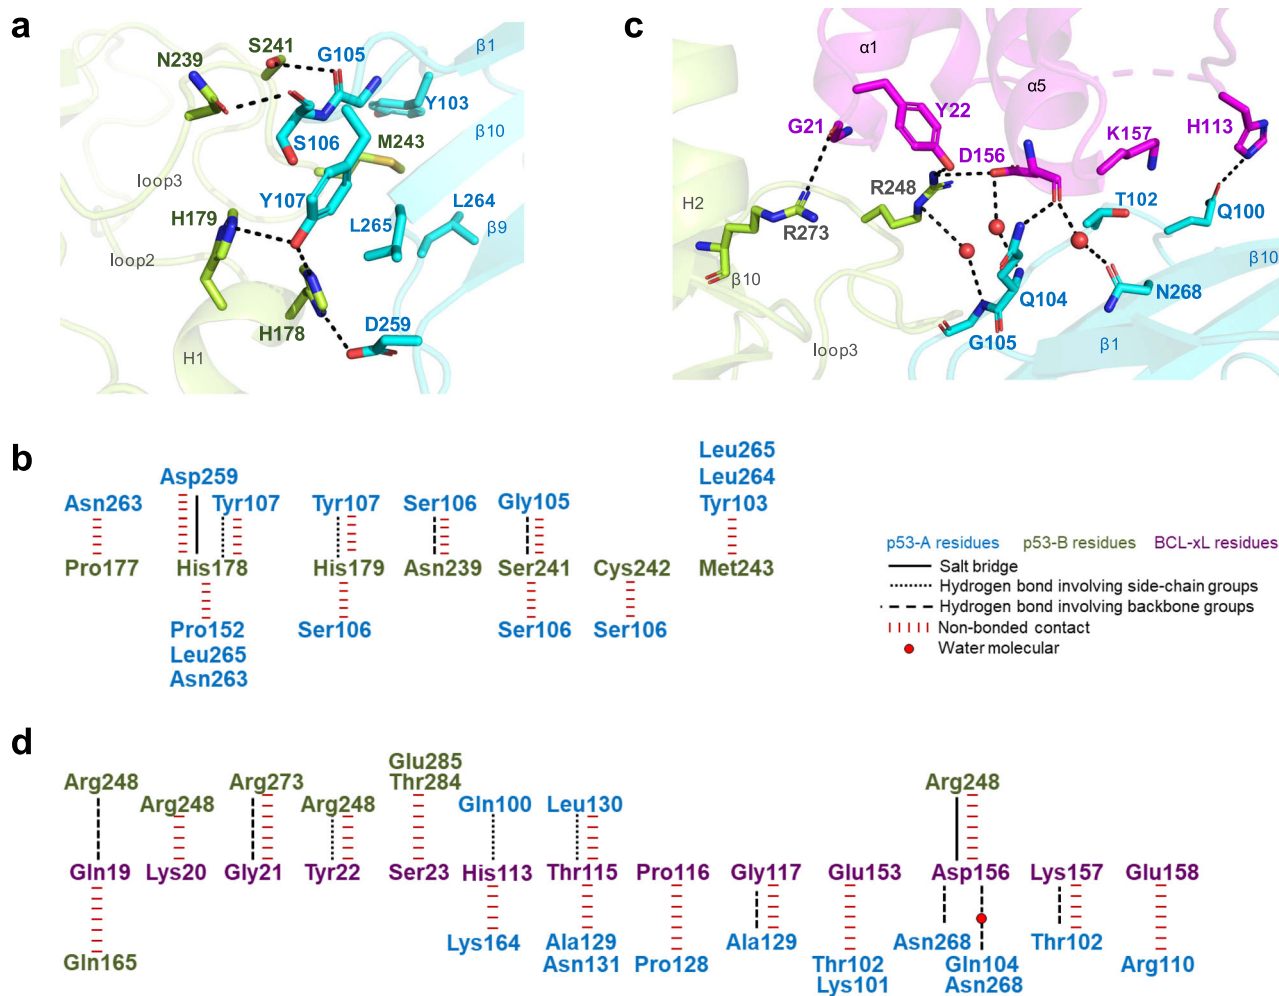 a
S241
G105
β1
N239
Y103
β10
S106
M243
loop3
Y107
H179
L265
L264
β9
loop2
H178
D259
H1
c
α1
α5
Y22
G21
K157
H113
D156
R248
T102
H2
Q100
R273
β10
β10
Q104
N268
G105
β1
loop3
b
Leu265
Asp259
Leu264
Asn263
Tyr107
Tyr107
Ser106
Gly105
Tyr103
Pro177
His178
His179
Asn239
Ser241
Cys242
Met243
Pro152
Ser106
Ser106
Ser106
Leu265
Asn263
p53-A residues p53-B residues BCL-xL residues
Salt bridge
Hydrogen bond involving side-chain groups
Hydrogen bond involving backbone groups
Non-bonded contact
Water molecular
d
Glu285
Arg248
Arg273
Thr284
Arg248
Arg248
Arg248
Gln100
Leu130
Gln19
Lys20
Gly21
Tyr22
Ser23
His113
Thr115
Pro116
Gly117
Glu153
Asp156
Lys157
Glu158
Lys164
Ala129
Ala129
Asn268
Thr102
Gln165
Asn131
Pro128
Thr102
Gln104
Arg110
Lys101
Asn268